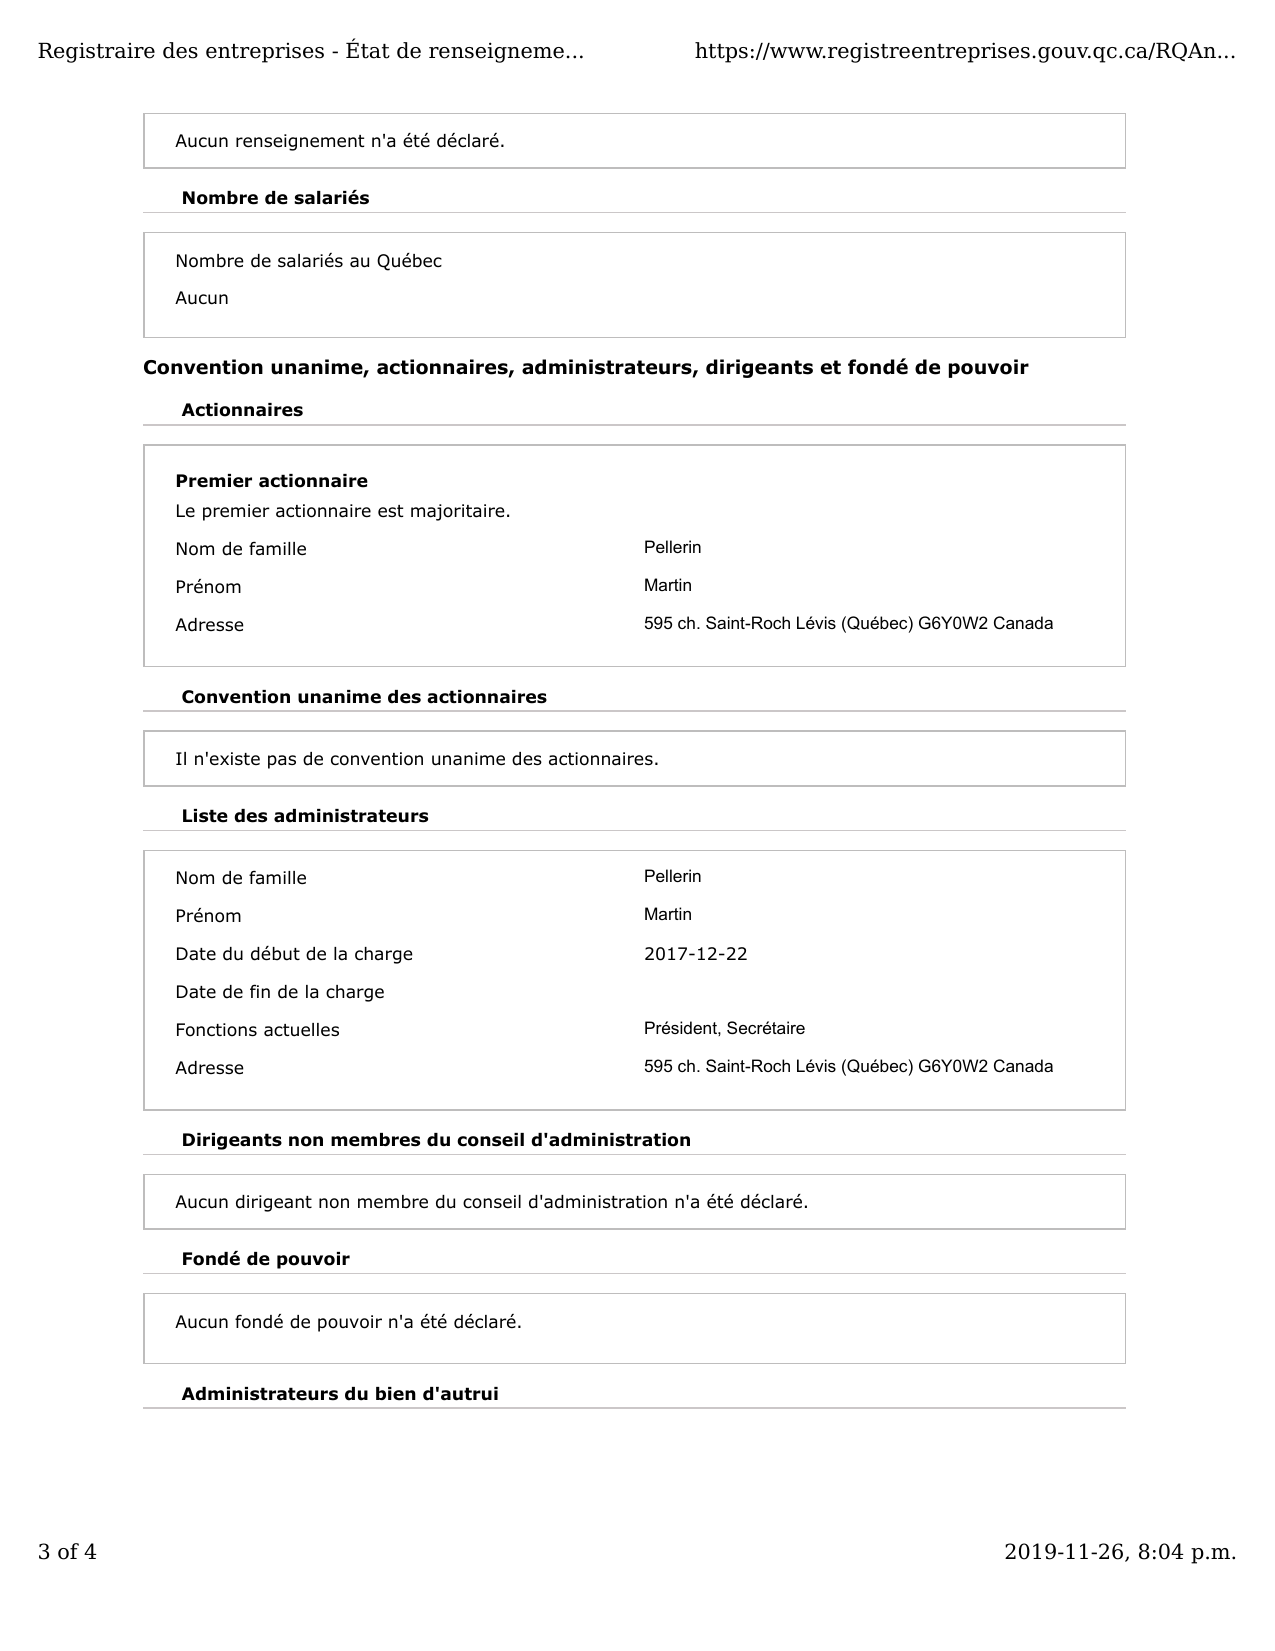 Registraire des entreprises - État de renseigneme... https://www.registreentreprises.gouv.qc.ca/RQAn...
Aucun renseignement n'a été déclaré.
Nombre de salariés
Nombre de salariés au Québec
Aucun
Convention unanime, actionnaires, administrateurs, dirigeants et fondé de pouvoir
Actionnaires
Premier actionnaire
Le premier actionnaire est majoritaire.
Nom de famille Pellerin
Prénom Martin
Adresse 595 ch. Saint-Roch Lévis (Québec) G6Y0W2 Canada
Convention unanime des actionnaires
Il n'existe pas de convention unanime des actionnaires.
Liste des administrateurs
Nom de famille Pellerin
Prénom Martin
Date du début de la charge 2017-12-22
Date de fin de la charge
Fonctions actuelles Président, Secrétaire
Adresse 595 ch. Saint-Roch Lévis (Québec) G6Y0W2 Canada
Dirigeants non membres du conseil d'administration
Aucun dirigeant non membre du conseil d'administration n'a été déclaré.
Fondé de pouvoir
Aucun fondé de pouvoir n'a été déclaré.
Administrateurs du bien d'autrui
3 of 4 2019-11-26, 8:04 p.m.